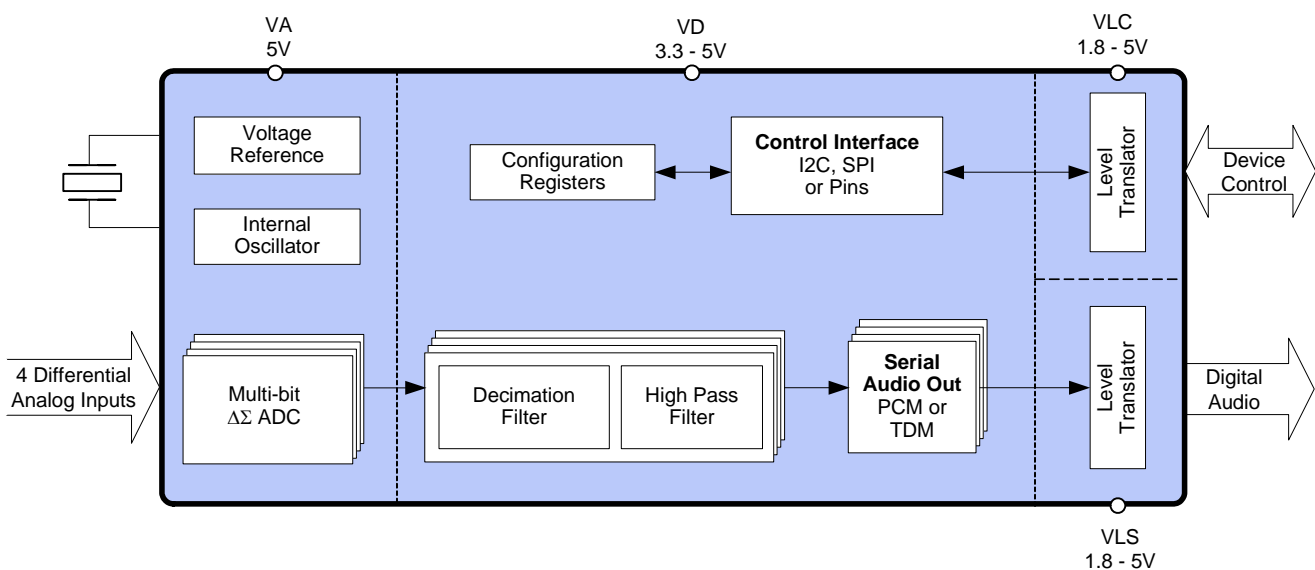 VA
5V
VD
3.3 - 5V
VLC
1.8 - 5V
Voltage
Reference
Internal
Oscillator
Configuration
Registers
Control Interface
I2C, SPI
or Pins
Level
Translator
Device
Control
4 Differential
Analog Inputs
Multi-bit
ΔΣ ADC
Decimation
Filter
High Pass
Filter
Serial
Audio Out
PCM or
TDM
Level
Translator
Digital
Audio
VLS
1.8 - 5V